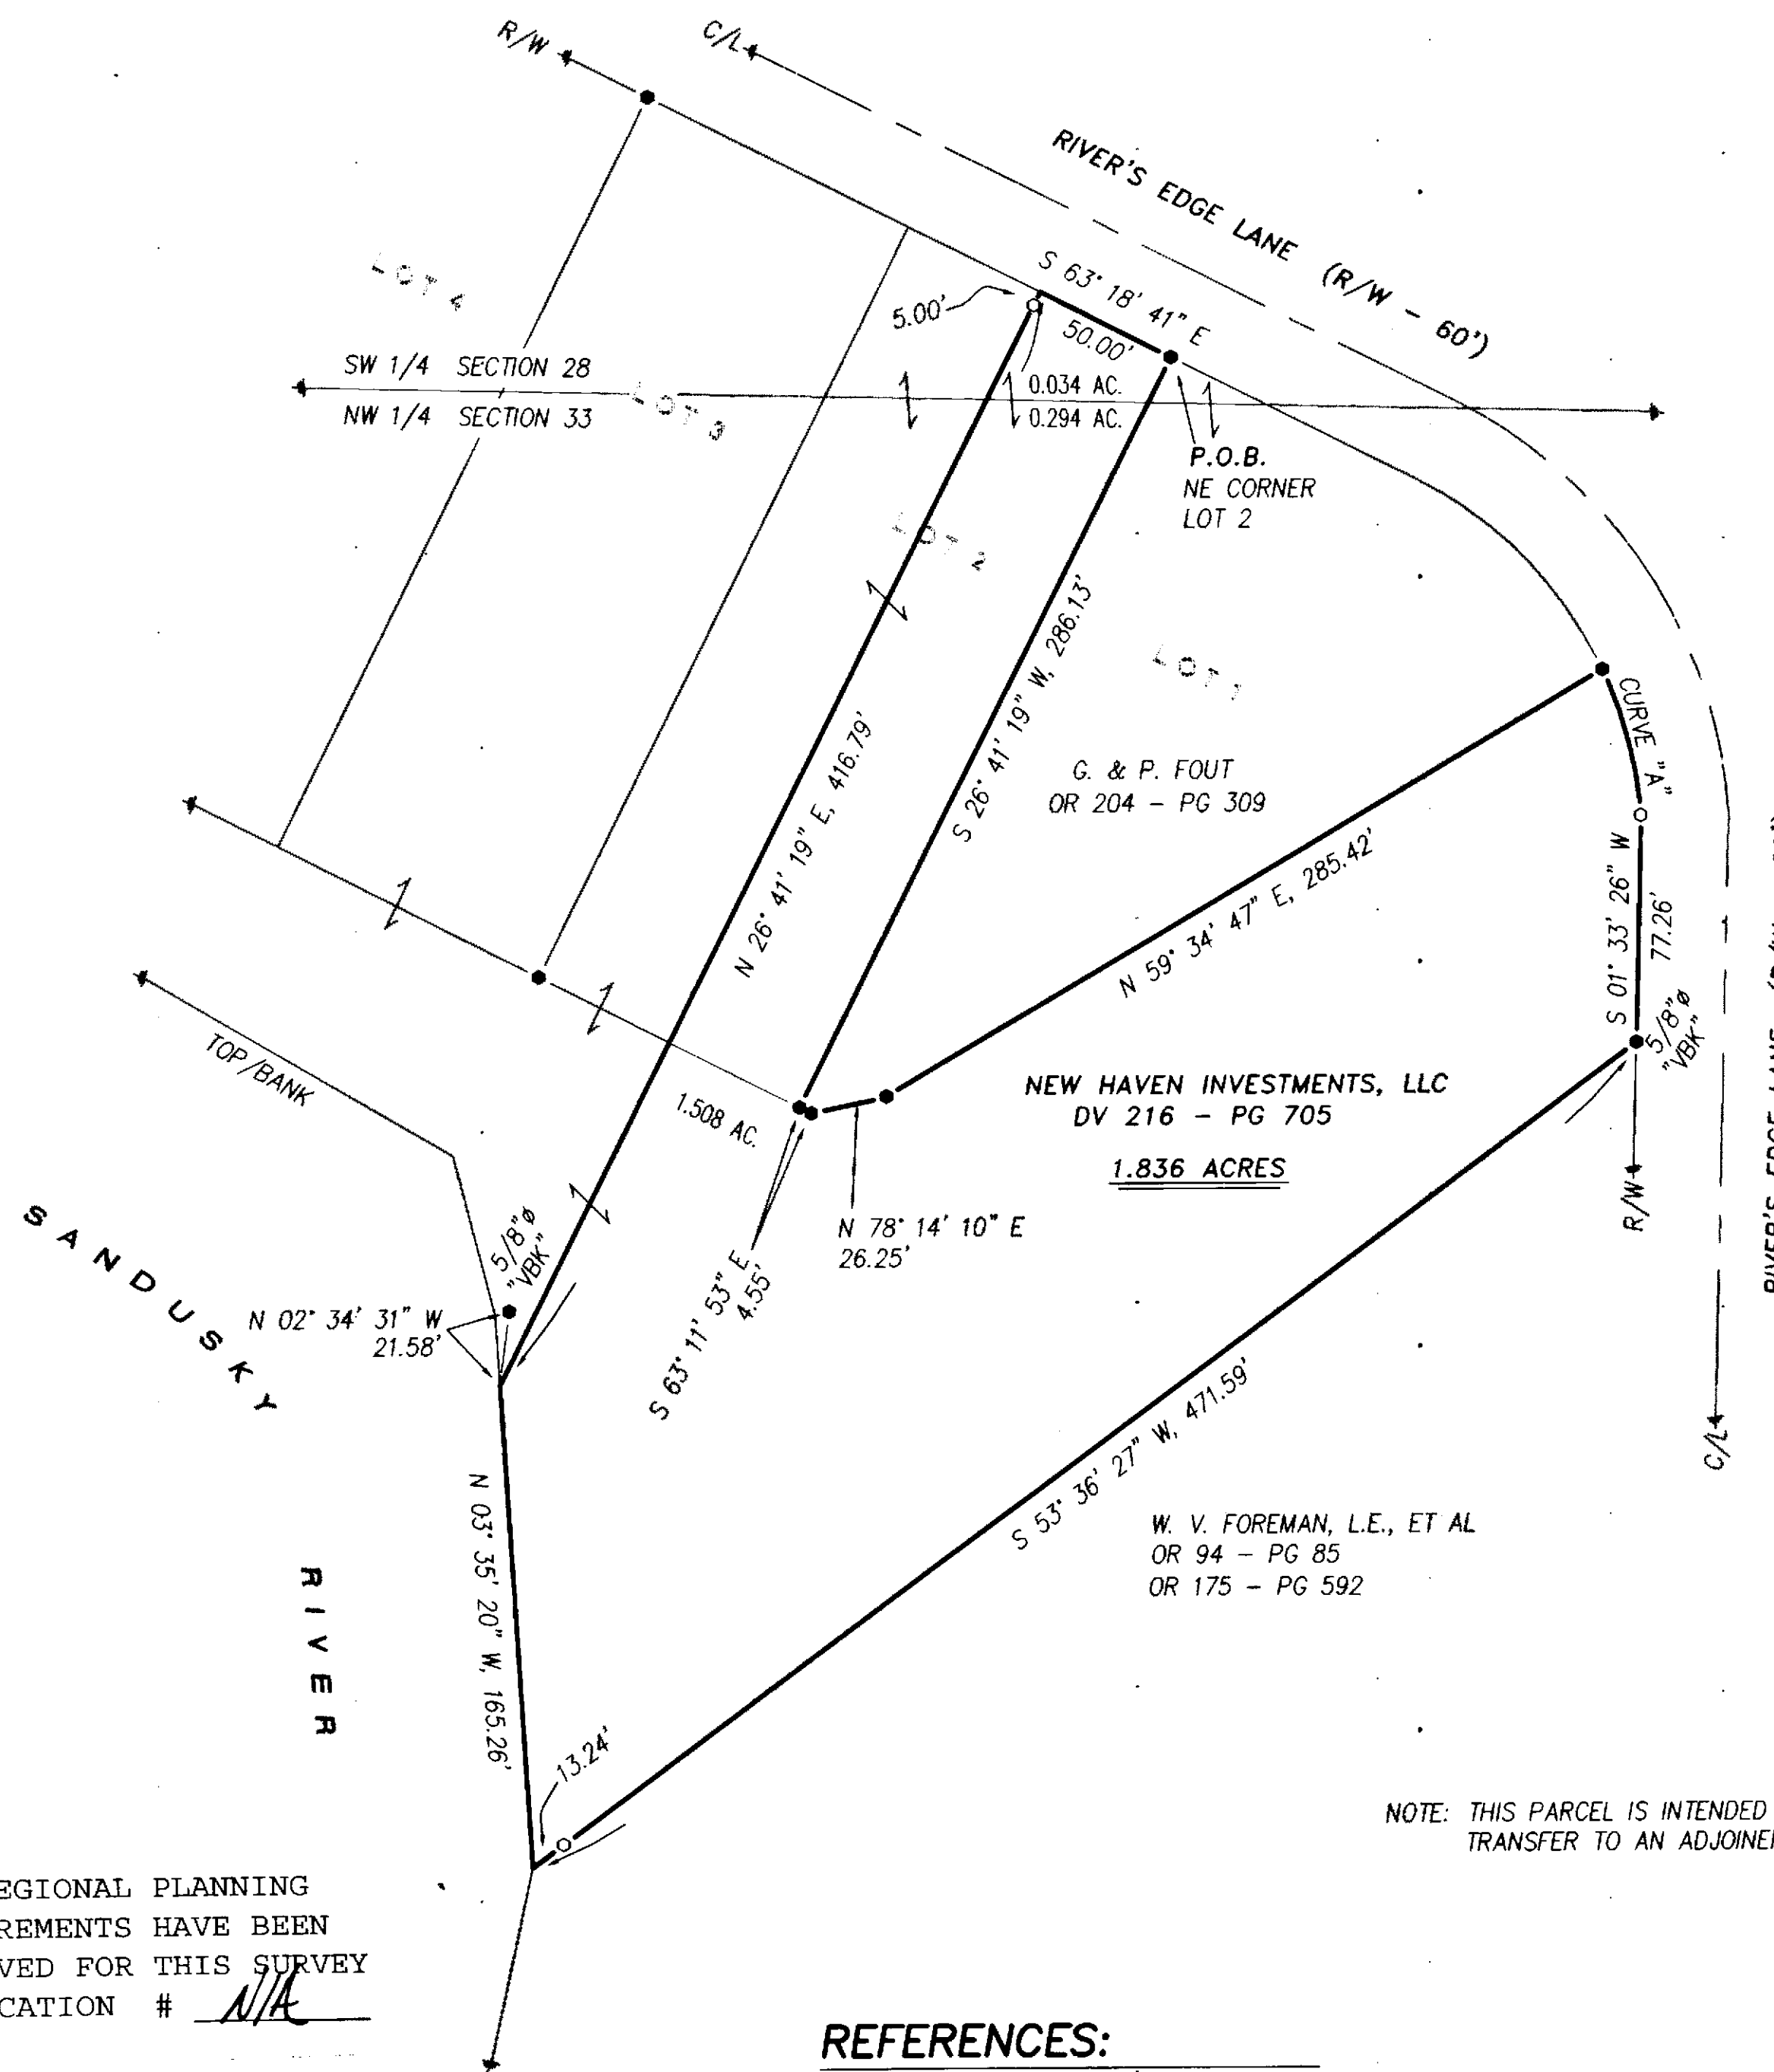 R/W
C/L
RIVER'S EDGE LANE (R/W - 60')
S 63° 18' 41" E
50.00'
5.00'
LOT 4
SW 1/4 SECTION 28
NW 1/4 SECTION 33
LOT 3
0.034 AC.
0.294 AC.
P.O.B.
NE CORNER
LOT 2
LOT 2
LOT 1
N 26° 41' 19" E, 416.79'
S 26° 41' 19" W, 286.13'
G. & P. FOUT
OR 204 - PG 309
CURVE "A"
N 59° 34' 47" E, 285.42'
S 01° 33' 26" W
77.26'
5/8"ø
"VBK"
RIVER'S EDGE LANE
TOP/BANK
1.508 AC.
NEW HAVEN INVESTMENTS, LLC
DV 216 - PG 705
1.836 ACRES
R/W
N 78° 14' 10" E
26.25'
S 63° 11' 53" E
4.55'
5/8"ø
"VBK"
SANDUSKY
N 02° 34' 31" W
21.58'
C/L
S 53° 36' 27" W, 471.59'
W. V. FOREMAN, L.E., ET AL
OR 94 - PG 85
OR 175 - PG 592
N 03° 35' 20" W, 165.26'
RIVER
13.24'
NOTE: THIS PARCEL IS INTENDED
TRANSFER TO AN ADJOINE
EGIONAL PLANNING
REMENTS HAVE BEEN
VED FOR THIS SURVEY
CATION # N/A
REFERENCES: